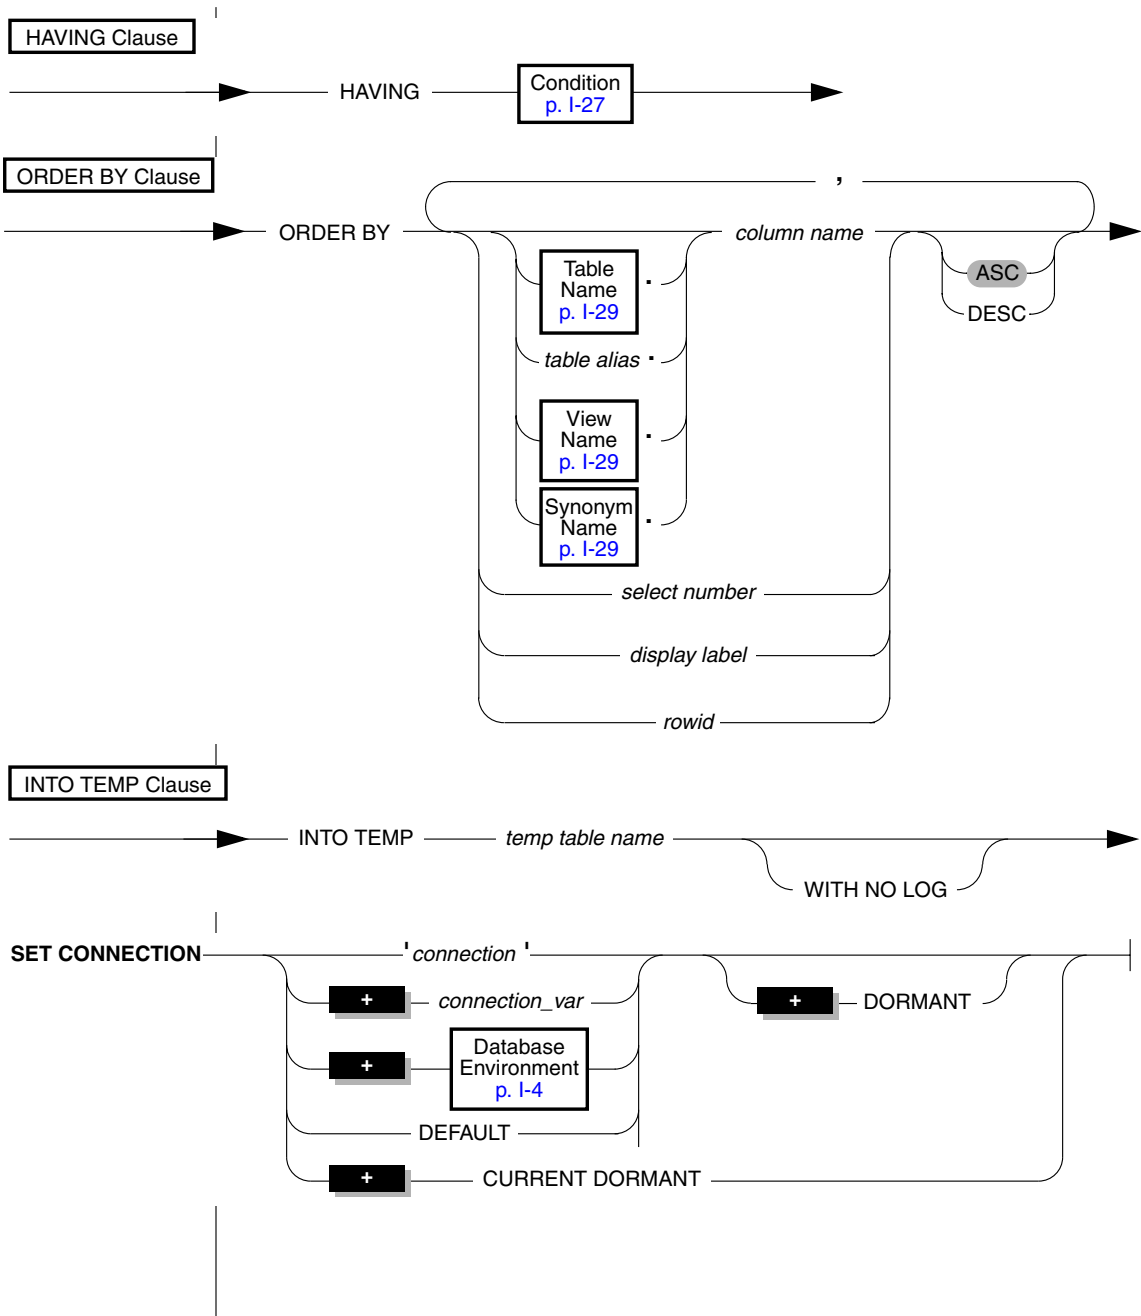 HAVING Clause
HAVING
Condition
p. I-27
ORDER BY Clause
,
ORDER BY
column name
Table
Name
p. I-29
.
ASC
DESC
table alias .
View
Name
p. I-29
.
Synonym
Name
p. I-29
.
select number
display label
rowid
INTO TEMP Clause
INTO TEMP
temp table name
WITH NO LOG
SET CONNECTION
'connection '
+
connection_var
+
DORMANT
+
Database
Environment
p. I-4
DEFAULT
+
CURRENT DORMANT